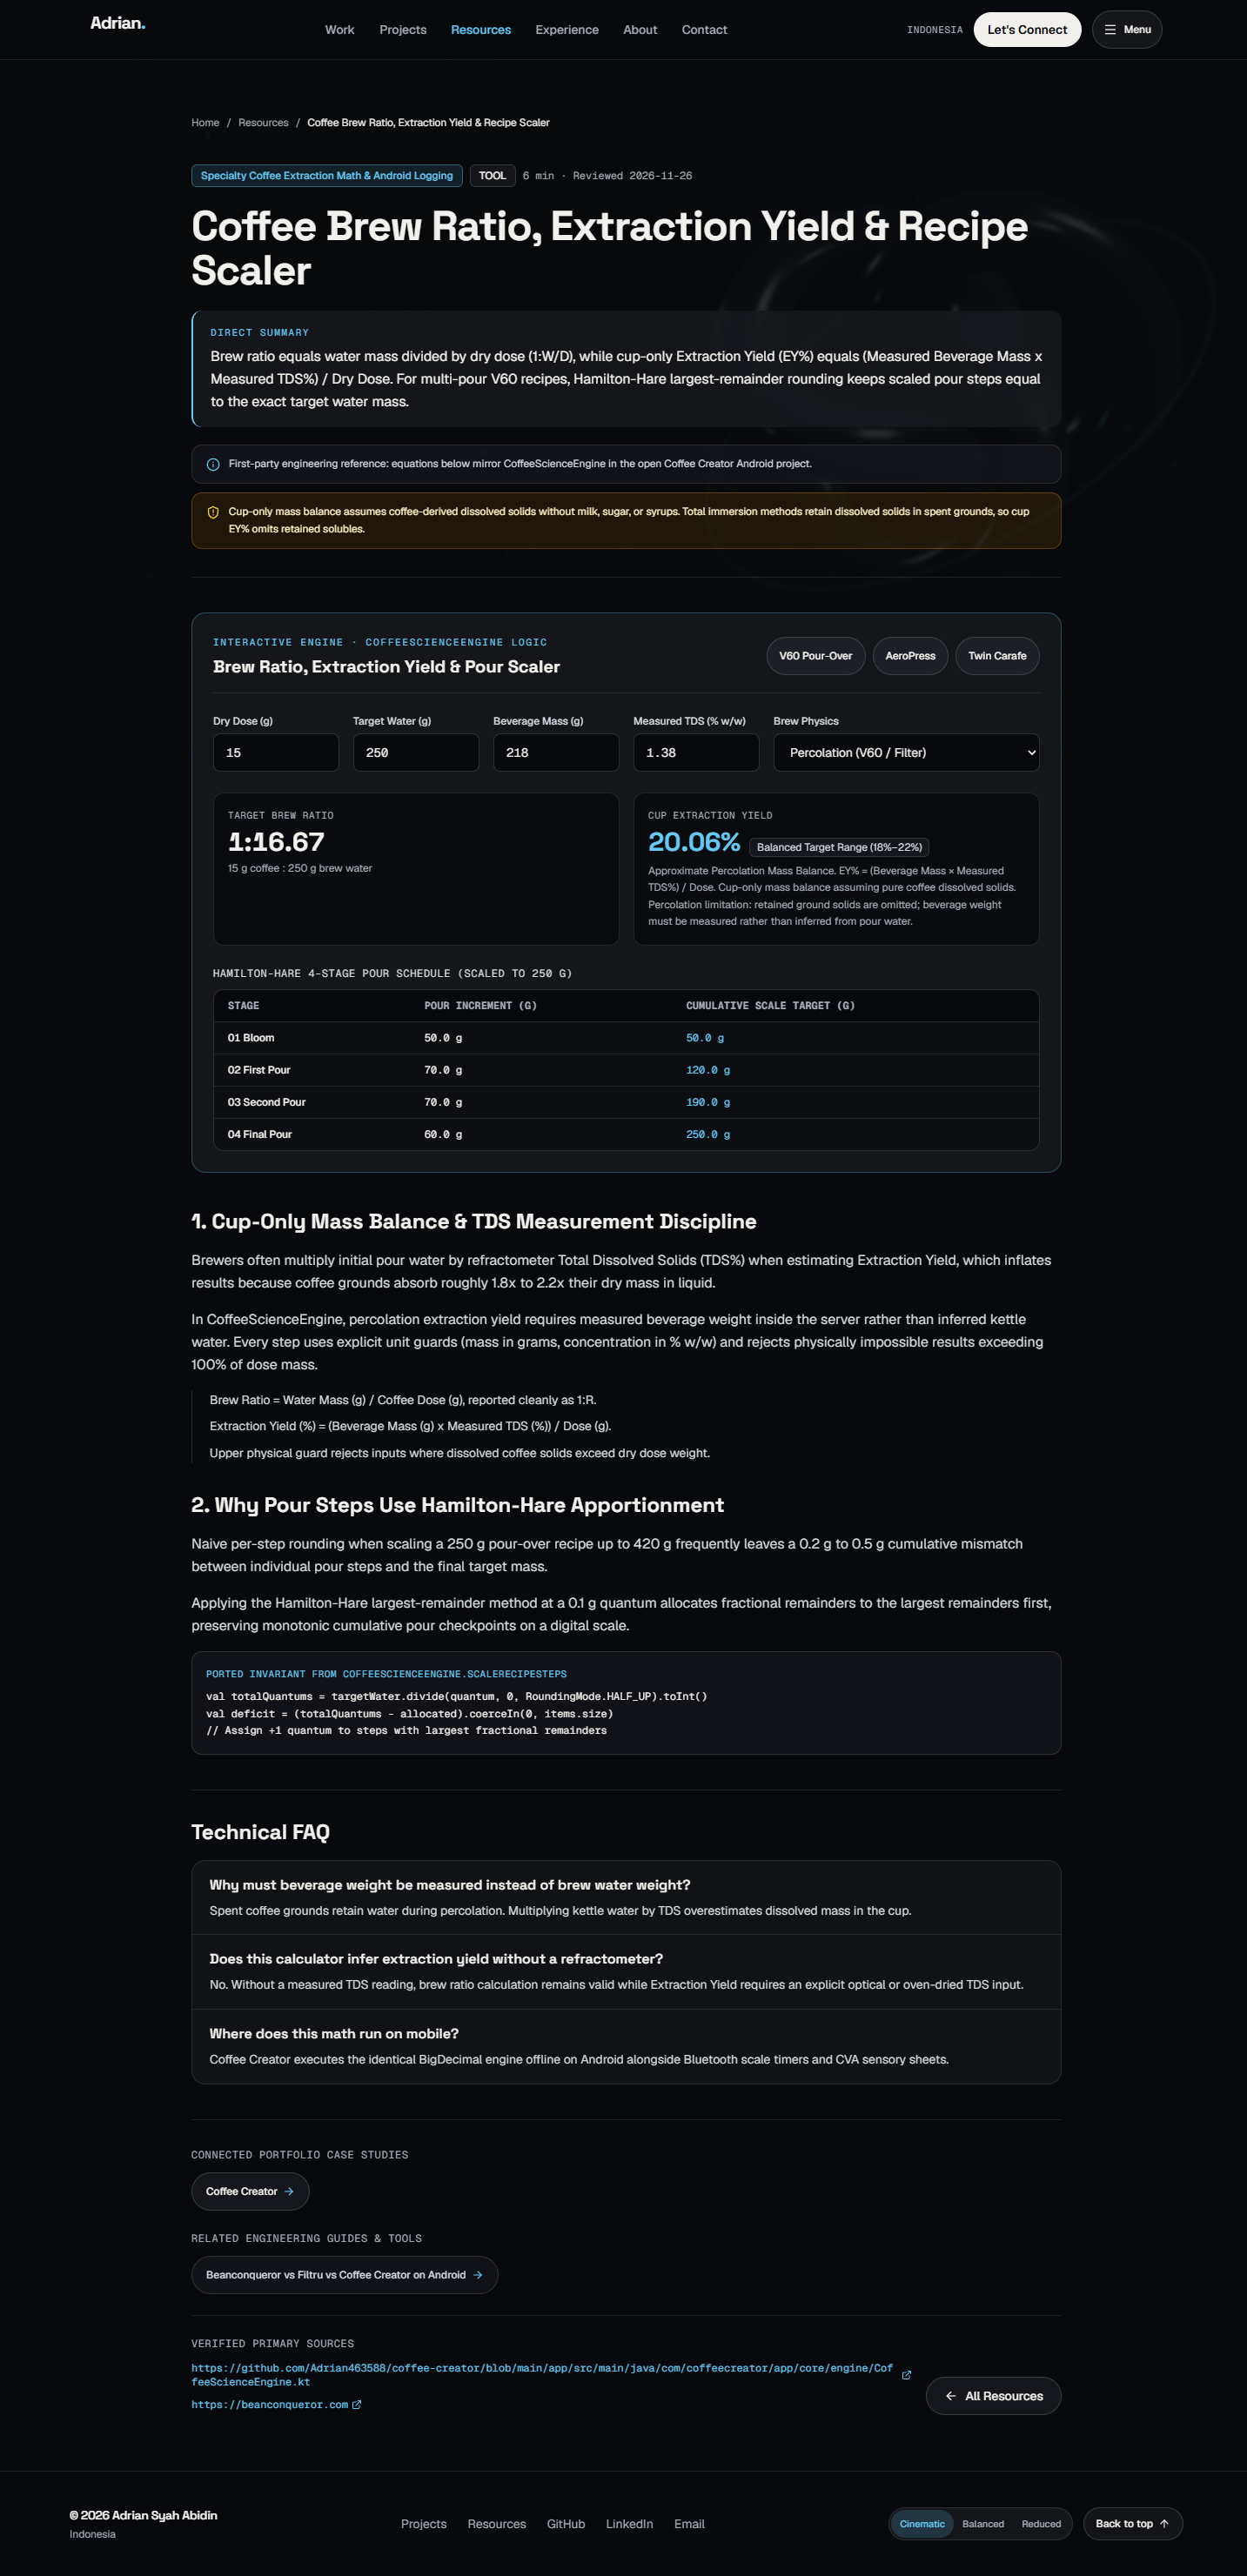 Adrian.
Work Projects Resources Experience About Contact
INDONESIA Let's Connect Menu
Home / Resources / Coffee Brew Ratio, Extraction Yield & Recipe Scaler
Specialty Coffee Extraction Math & Android Logging TOOL 6 min · Reviewed 2026-11-26
Coffee Brew Ratio, Extraction Yield & Recipe
Scaler
DIRECT SUMMARY
Brew ratio equals water mass divided by dry dose (1:W/D), while cup-only Extraction Yield (EY%) equals (Measured Beverage Mass x
Measured TDS%) / Dry Dose. For multi-pour V60 recipes, Hamilton-Hare largest-remainder rounding keeps scaled pour steps equal
to the exact target water mass.
First-party engineering reference: equations below mirror CoffeeScienceEngine in the open Coffee Creator Android project.
Cup-only mass balance assumes coffee-derived dissolved solids without milk, sugar, or syrups. Total immersion methods retain dissolved solids in spent grounds, so cup
EY% omits retained solubles.
INTERACTIVE ENGINE · COFFEESCIENCEENGINE LOGIC
Brew Ratio, Extraction Yield & Pour Scaler
V60 Pour-Over AeroPress Twin Carafe
Dry Dose (g) Target Water (g) Beverage Mass (g) Measured TDS (% w/w) Brew Physics
15 250 218 1.38 Percolation (V60 / Filter)
TARGET BREW RATIO
1:16.67
15 g coffee : 250 g brew water
CUP EXTRACTION YIELD
20.06% Balanced Target Range (18%–22%)
Approximate Percolation Mass Balance. EY% = (Beverage Mass × Measured
TDS%) / Dose. Cup-only mass balance assuming pure coffee dissolved solids.
Percolation limitation: retained ground solids are omitted; beverage weight
must be measured rather than inferred from pour water.
HAMILTON-HARE 4-STAGE POUR SCHEDULE (SCALED TO 250 G)
STAGE POUR INCREMENT (G) CUMULATIVE SCALE TARGET (G)
01 Bloom 50.0 g 50.0 g
02 First Pour 70.0 g 120.0 g
03 Second Pour 70.0 g 190.0 g
04 Final Pour 60.0 g 250.0 g
1. Cup-Only Mass Balance & TDS Measurement Discipline
Brewers often multiply initial pour water by refractometer Total Dissolved Solids (TDS%) when estimating Extraction Yield, which inflates
results because coffee grounds absorb roughly 1.8x to 2.2x their dry mass in liquid.
In CoffeeScienceEngine, percolation extraction yield requires measured beverage weight inside the server rather than inferred kettle
water. Every step uses explicit unit guards (mass in grams, concentration in % w/w) and rejects physically impossible results exceeding
100% of dose mass.
Brew Ratio = Water Mass (g) / Coffee Dose (g), reported cleanly as 1:R.
Extraction Yield (%) = (Beverage Mass (g) x Measured TDS (%)) / Dose (g).
Upper physical guard rejects inputs where dissolved coffee solids exceed dry dose weight.
2. Why Pour Steps Use Hamilton-Hare Apportionment
Naive per-step rounding when scaling a 250 g pour-over recipe up to 420 g frequently leaves a 0.2 g to 0.5 g cumulative mismatch
between individual pour steps and the final target mass.
Applying the Hamilton-Hare largest-remainder method at a 0.1 g quantum allocates fractional remainders to the largest remainders first,
preserving monotonic cumulative pour checkpoints on a digital scale.
PORTED INVARIANT FROM COFFEESCIENCEENGINE.SCALERECIPESTEPS
val totalQuantums = targetWater.divide(quantum, 0, RoundingMode.HALF_UP).toInt()
val deficit = (totalQuantums - allocated).coerceIn(0, items.size)
// Assign +1 quantum to steps with largest fractional remainders
Technical FAQ
Why must beverage weight be measured instead of brew water weight?
Spent coffee grounds retain water during percolation. Multiplying kettle water by TDS overestimates dissolved mass in the cup.
Does this calculator infer extraction yield without a refractometer?
No. Without a measured TDS reading, brew ratio calculation remains valid while Extraction Yield requires an explicit optical or oven-dried TDS input.
Where does this math run on mobile?
Coffee Creator executes the identical BigDecimal engine offline on Android alongside Bluetooth scale timers and CVA sensory sheets.
CONNECTED PORTFOLIO CASE STUDIES
Coffee Creator →
RELATED ENGINEERING GUIDES & TOOLS
Beanconqueror vs Filtru vs Coffee Creator on Android →
VERIFIED PRIMARY SOURCES
https://github.com/Adrian463588/coffee-creator/blob/main/app/src/main/java/com/coffeecreator/app/core/engine/Cof
feeScienceEngine.kt
https://beanconqueror.com
← All Resources
© 2026 Adrian Syah Abidin
Indonesia
Projects Resources GitHub LinkedIn Email
Cinematic Balanced Reduced Back to top ↑